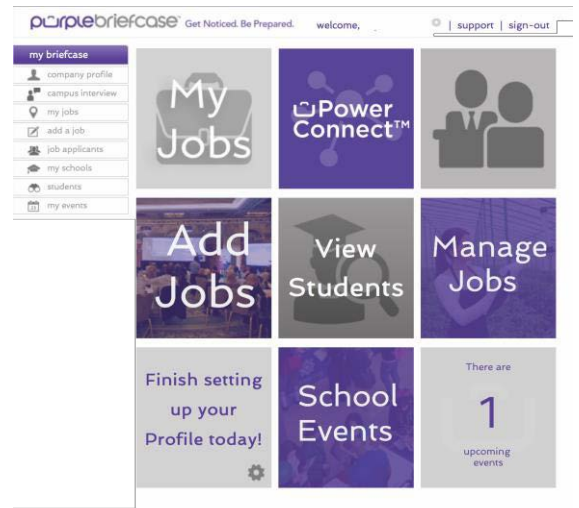 purplebriefcase Get Noticed. Be Prepared. welcome, | support | sign-out
my briefcase
company profile
campus interview
my jobs
add a job
job applicants
my schools
students
my events
My
Jobs
Power
Connect™
Add
Jobs
View
Students
Manage
Jobs
Finish setting
up your
Profile today!
School
Events
There are
1
upcoming
events